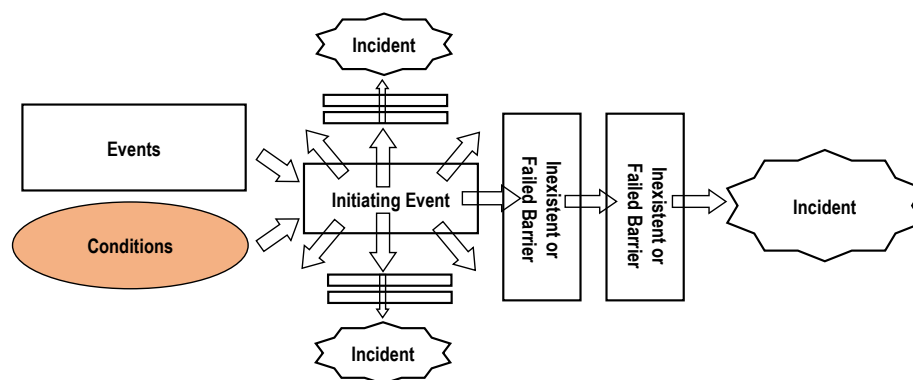 Incident
Events
Conditions
Initiating Event
Inexistent or
Failed Barrier
Inexistent or
Failed Barrier
Incident
Incident